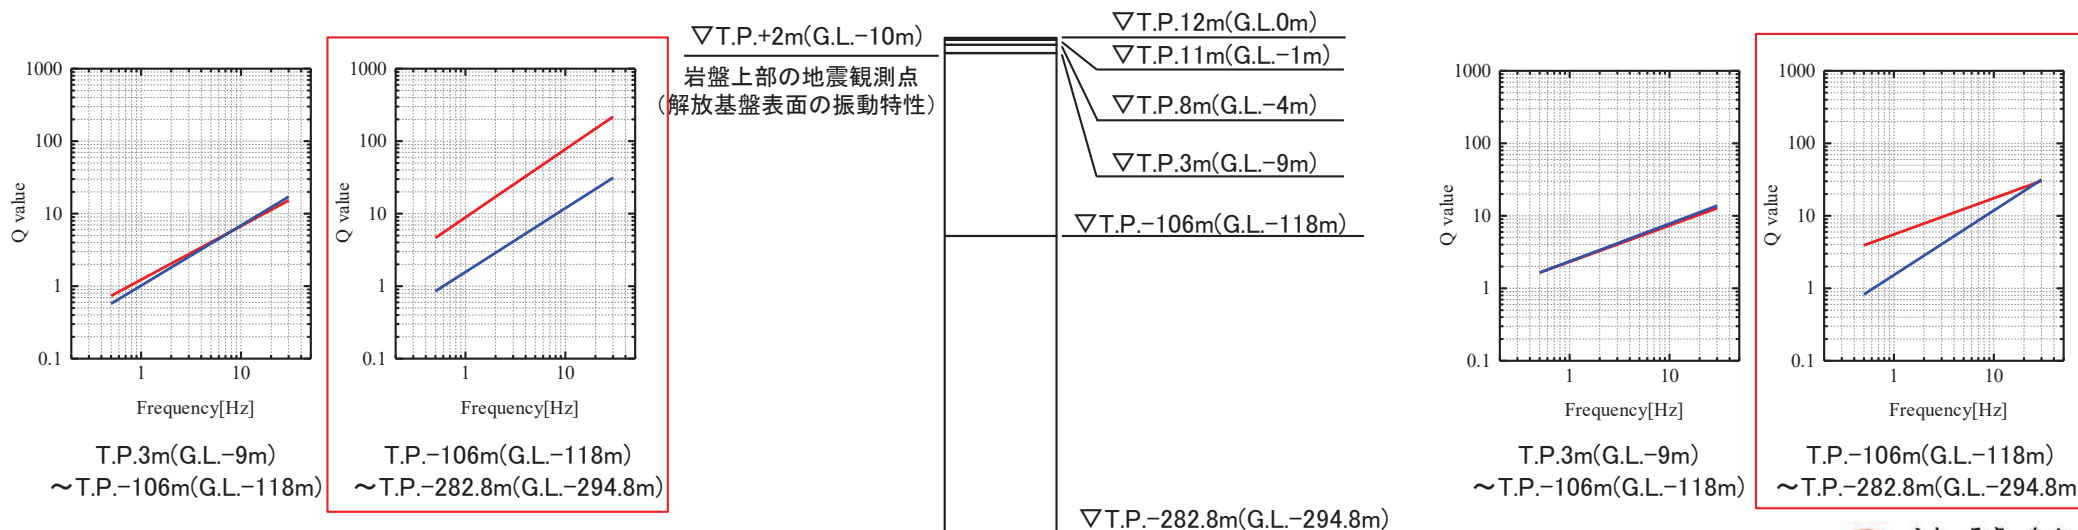 1000
100
10
1
0.1
Q value
1
10
Frequency[Hz]
T.P.3m(G.L.-9m)
～T.P.-106m(G.L.-118m)
1000
100
10
1
0.1
Q value
1
10
Frequency[Hz]
T.P.-106m(G.L.-118m)
～T.P.-282.8m(G.L.-294.8m)
▽T.P.+2m(G.L.-10m)
岩盤上部の地震観測点
(解放基盤表面の振動特性)
▽T.P.12m(G.L.0m)
▽T.P.11m(G.L.-1m)
▽T.P.8m(G.L.-4m)
▽T.P.3m(G.L.-9m)
▽T.P.-106m(G.L.-118m)
▽T.P.-282.8m(G.L.-294.8m)
1000
100
10
1
0.1
Q value
1
10
Frequency[Hz]
T.P.3m(G.L.-9m)
～T.P.-106m(G.L.-118m)
1000
100
10
1
0.1
Q value
1
10
Frequency[Hz]
T.P.-106m(G.L.-118m)
～T.P.-282.8m(G.L.-294.8m